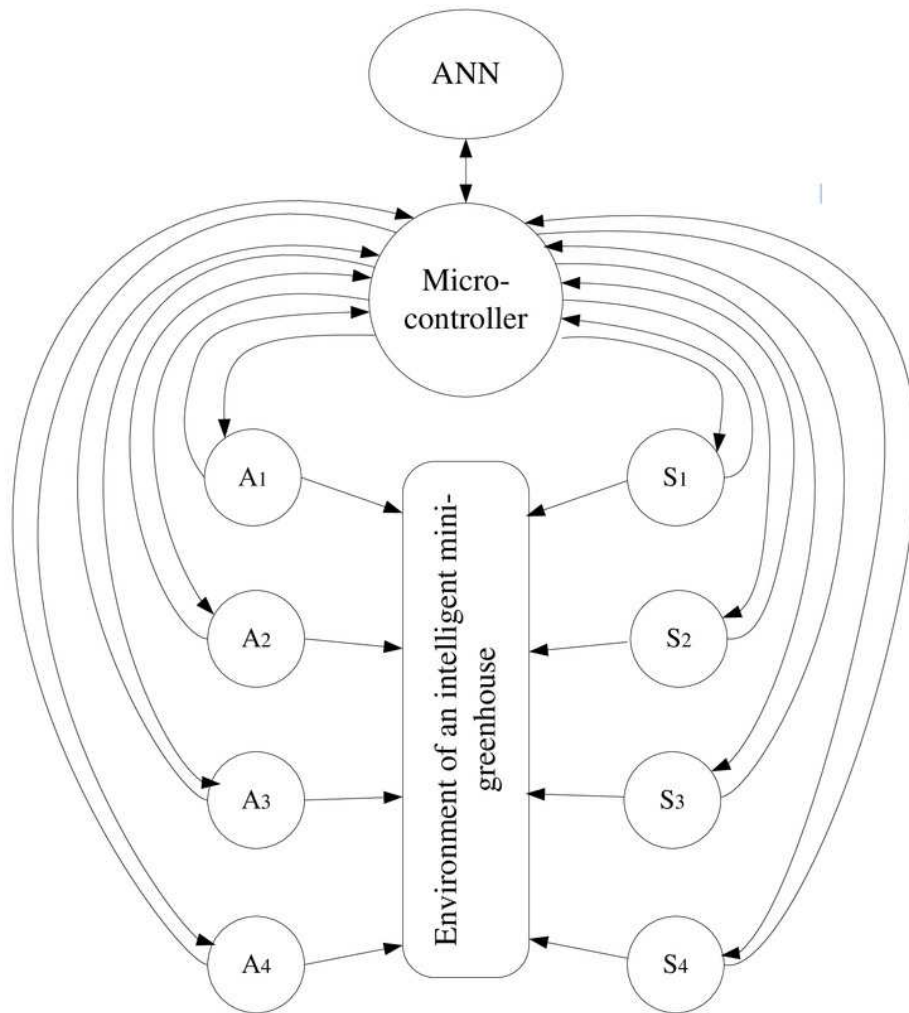 ANN
Micro-
controller
A1
S1
A2
S2
A3
S3
A4
S4
Environment of an intelligent mini-
greenhouse